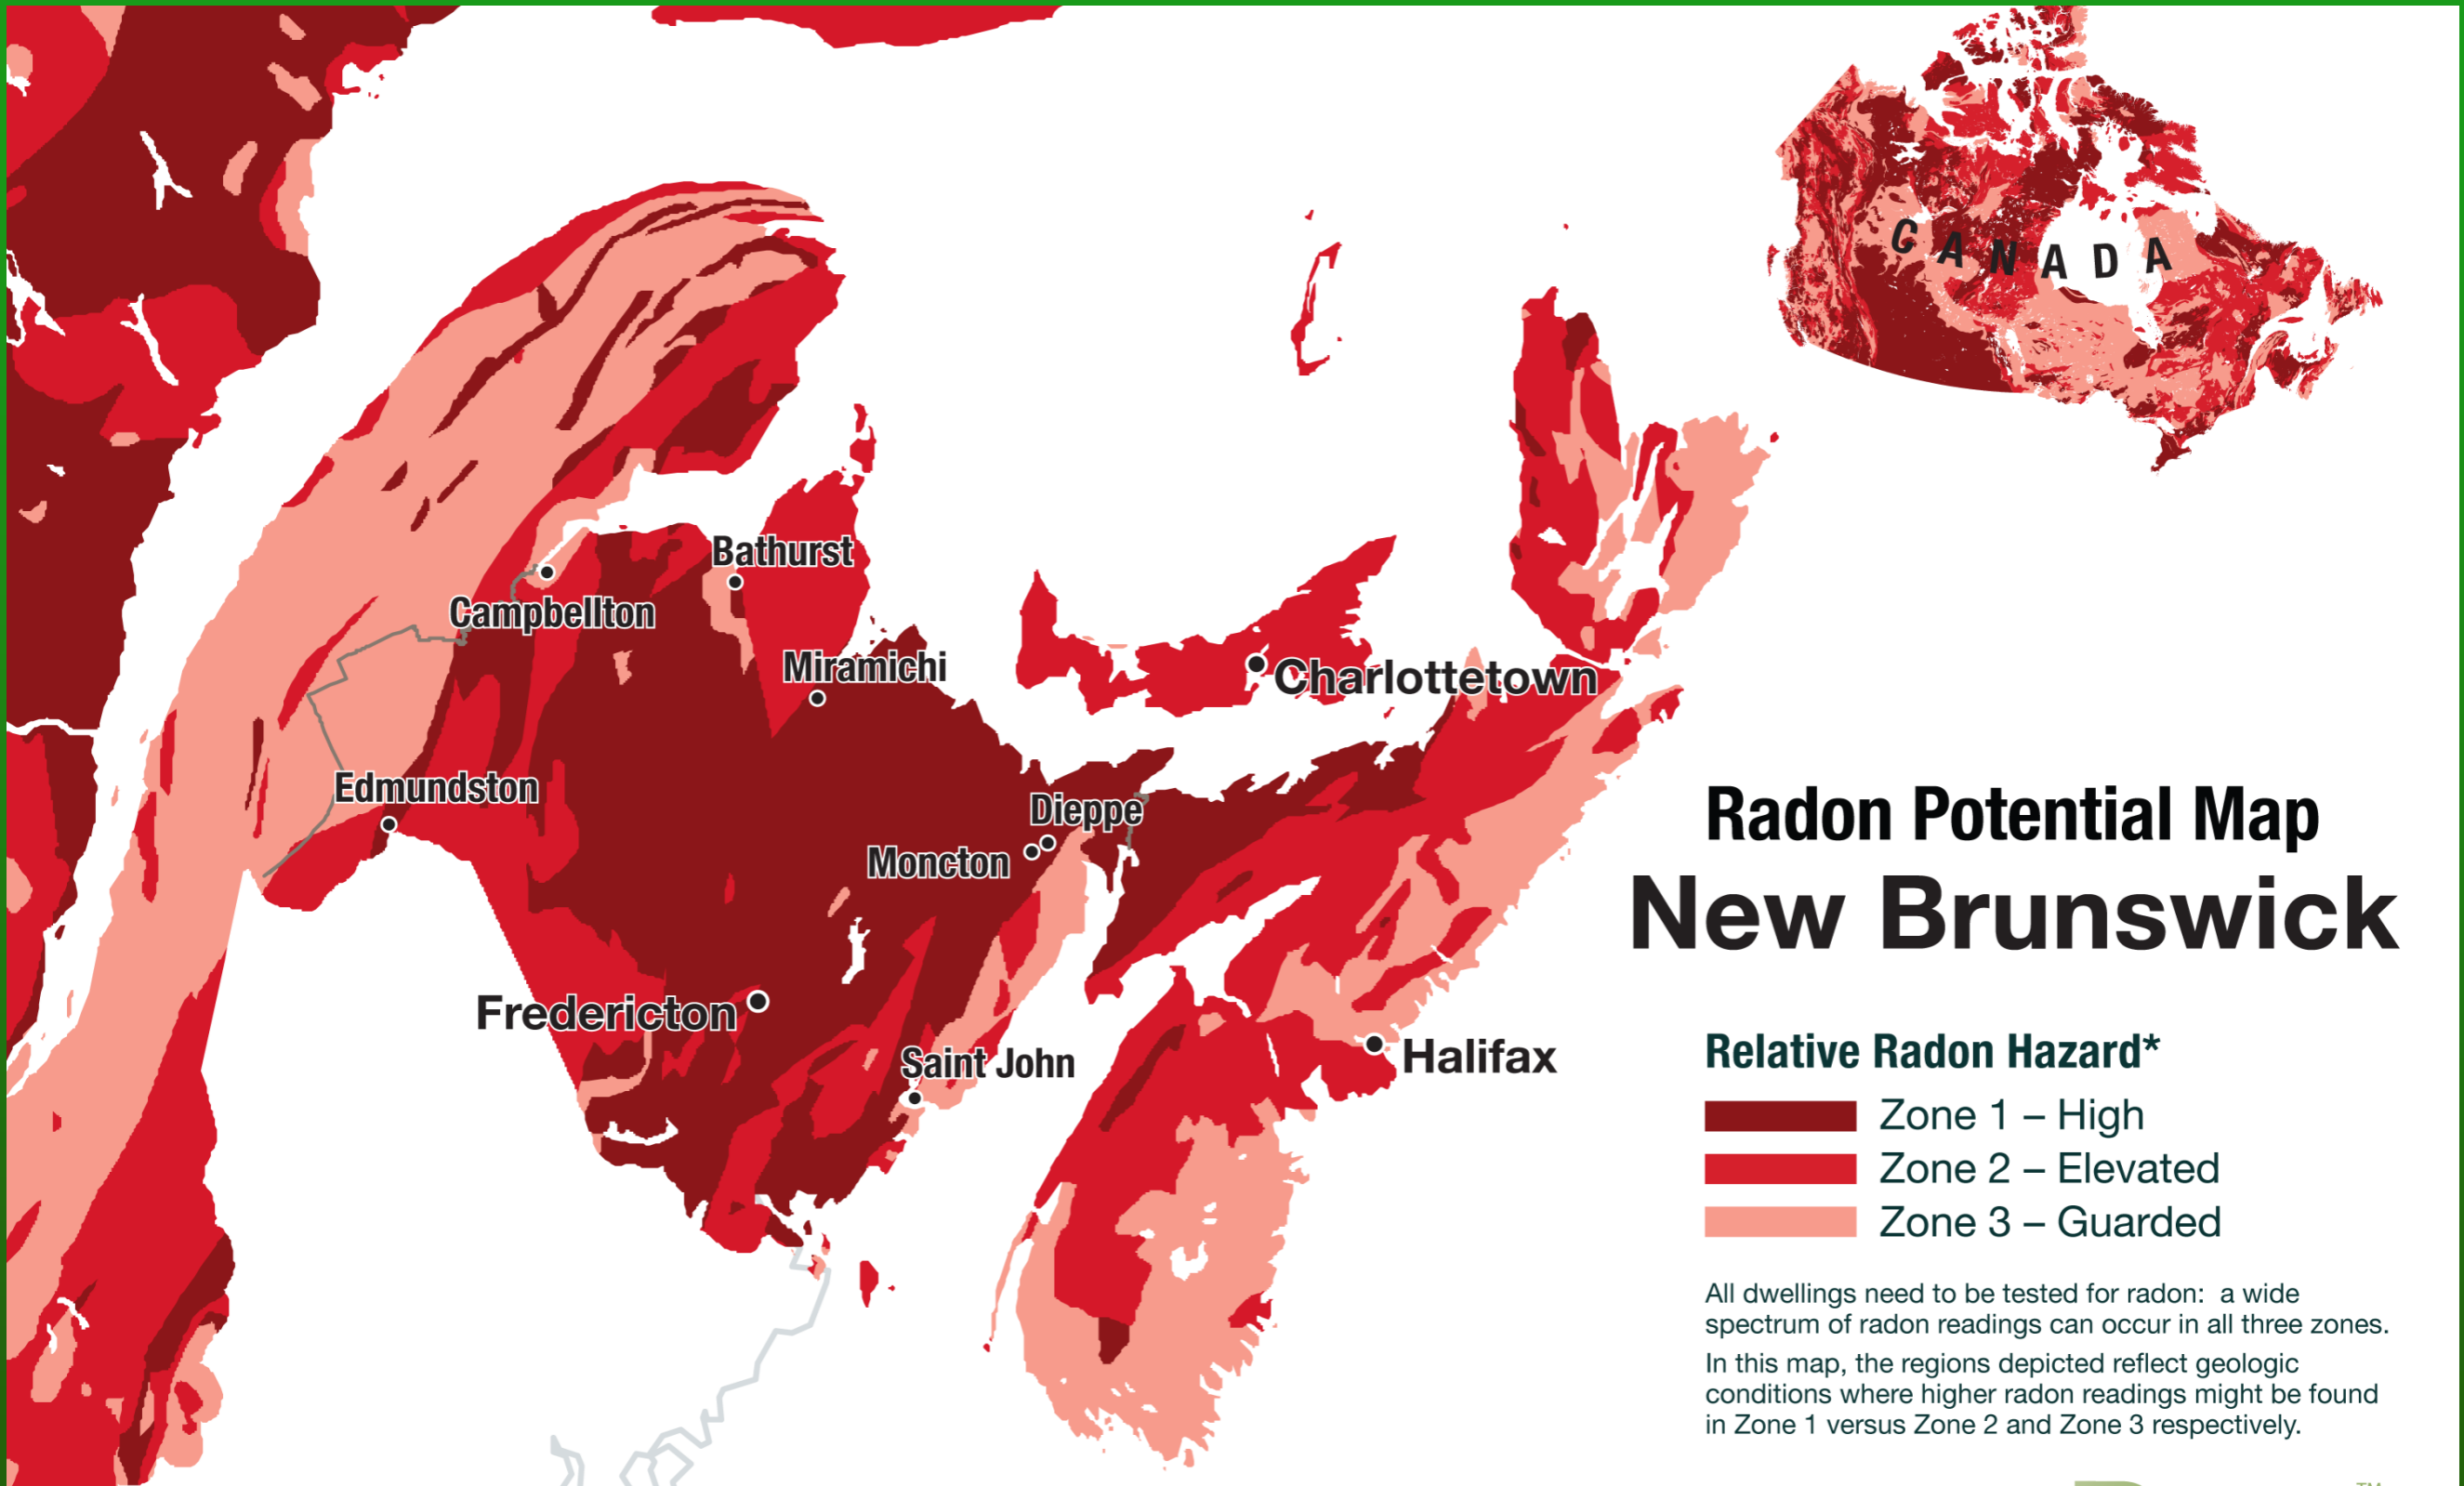 C A N A D A
Bathurst
Campbellton
Miramichi
Charlottetown
Edmundston
Dieppe
Moncton
Fredericton
Saint John
Halifax
Radon Potential Map
New Brunswick
Relative Radon Hazard*
Zone 1 – High
Zone 2 – Elevated
Zone 3 – Guarded
All dwellings need to be tested for radon: a wide
spectrum of radon readings can occur in all three zones.
In this map, the regions depicted reflect geologic
conditions where higher radon readings might be found
in Zone 1 versus Zone 2 and Zone 3 respectively.